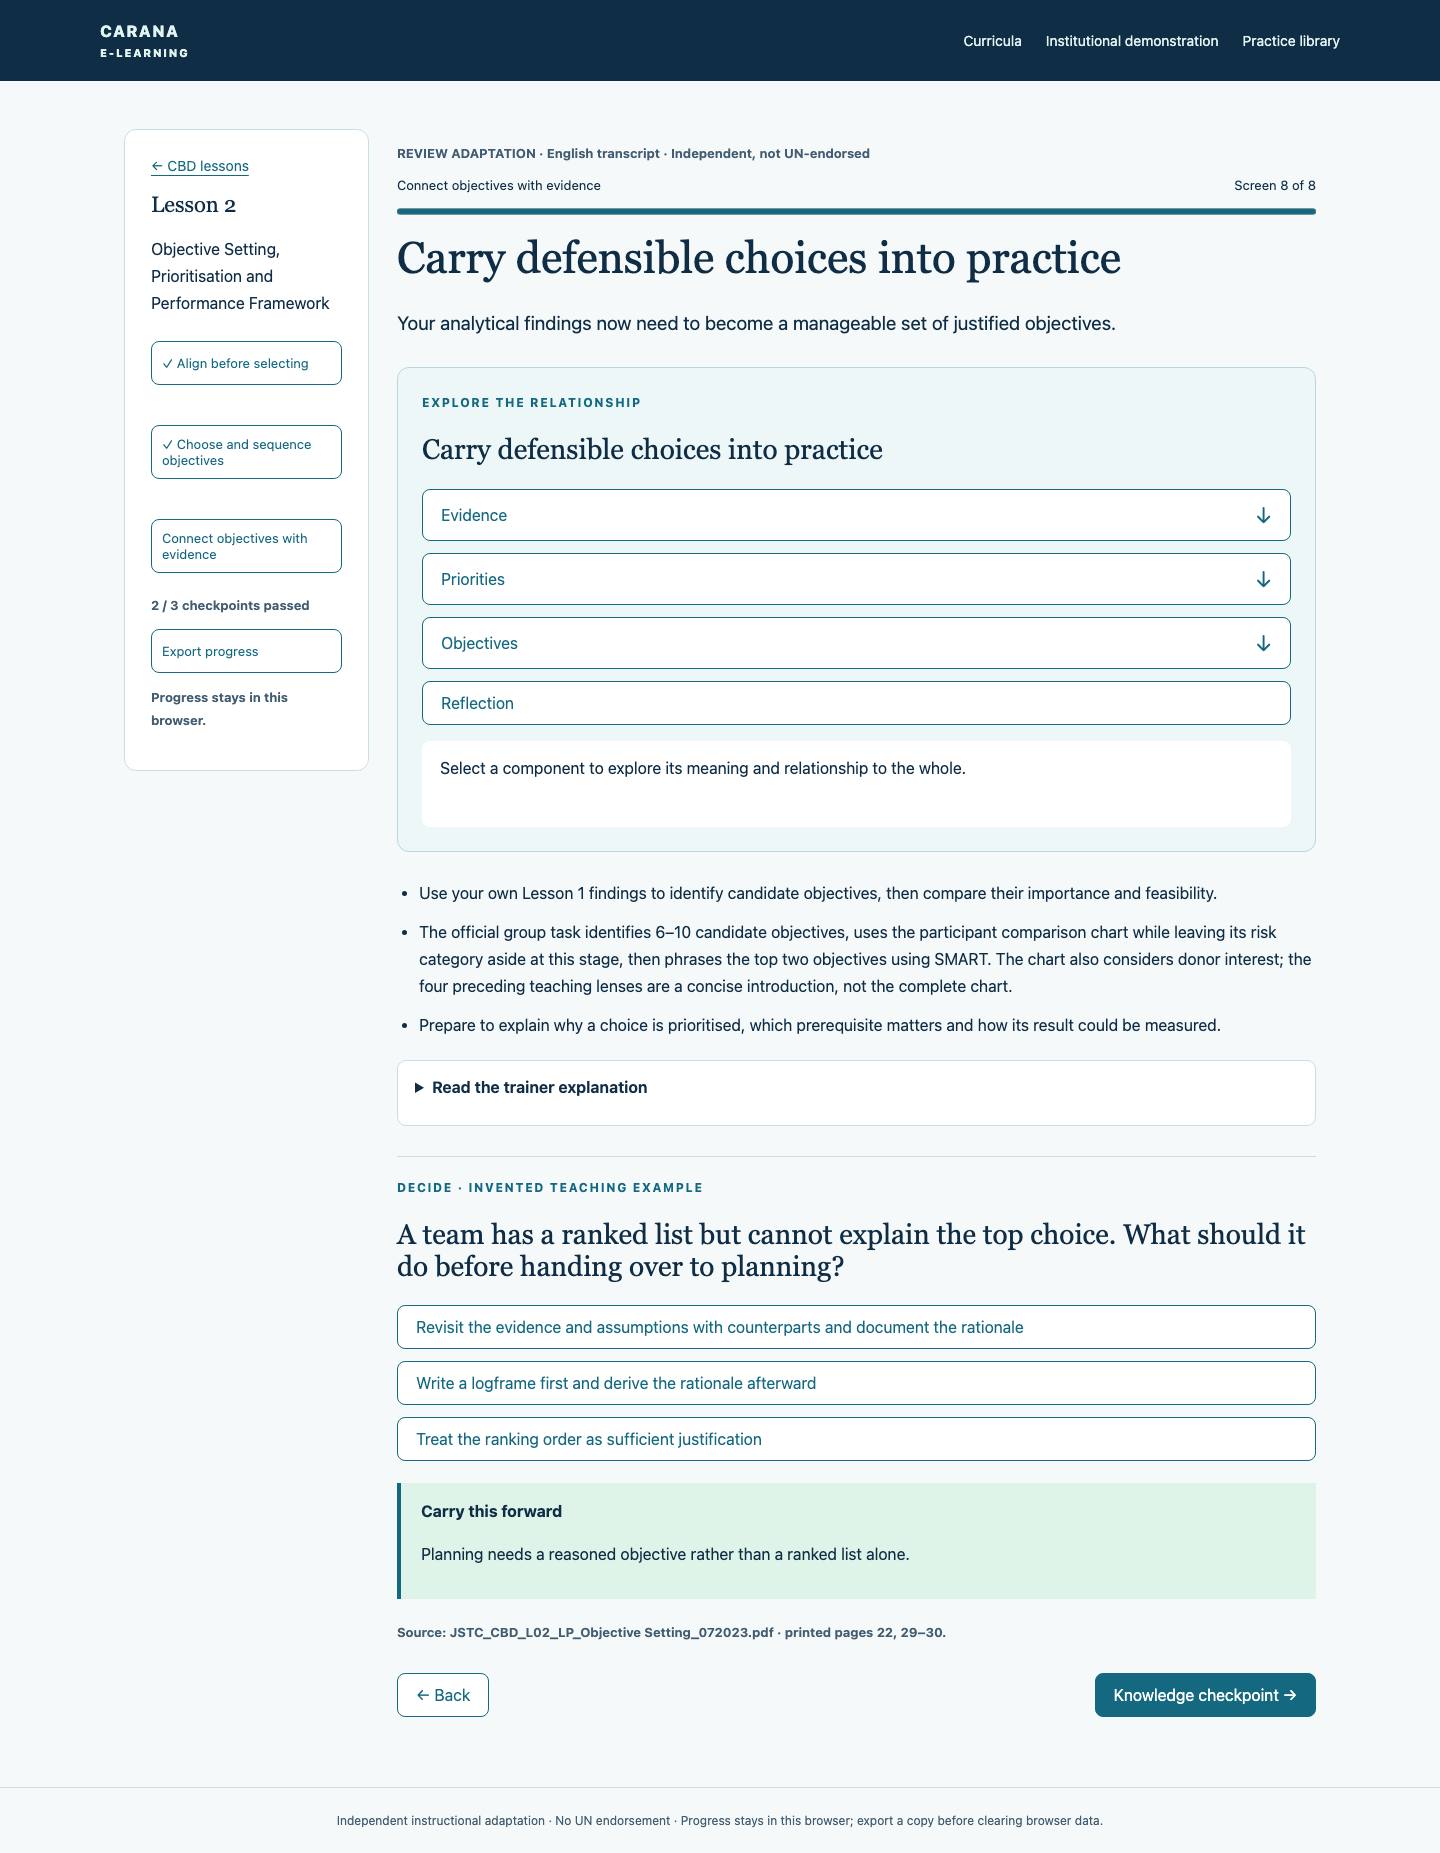 CARANA
E-LEARNING
Curricula
Institutional demonstration
Practice library
← CBD lessons
Lesson 2
Objective Setting,
Prioritisation and
Performance Framework
✓ Align before selecting
✓ Choose and sequence
objectives
Connect objectives with
evidence
2 / 3 checkpoints passed
Export progress
Progress stays in this
browser.
REVIEW ADAPTATION · English transcript · Independent, not UN-endorsed
Connect objectives with evidence
Screen 8 of 8
Carry defensible choices into practice
Your analytical findings now need to become a manageable set of justified objectives.
EXPLORE THE RELATIONSHIP
Carry defensible choices into practice
Evidence ↓
Priorities ↓
Objectives ↓
Reflection
Select a component to explore its meaning and relationship to the whole.
• Use your own Lesson 1 findings to identify candidate objectives, then compare their importance and feasibility.
• The official group task identifies 6–10 candidate objectives, uses the participant comparison chart while leaving its risk
category aside at this stage, then phrases the top two objectives using SMART. The chart also considers donor interest; the
four preceding teaching lenses are a concise introduction, not the complete chart.
• Prepare to explain why a choice is prioritised, which prerequisite matters and how its result could be measured.
▶ Read the trainer explanation
DECIDE · INVENTED TEACHING EXAMPLE
A team has a ranked list but cannot explain the top choice. What should it
do before handing over to planning?
Revisit the evidence and assumptions with counterparts and document the rationale
Write a logframe first and derive the rationale afterward
Treat the ranking order as sufficient justification
Carry this forward
Planning needs a reasoned objective rather than a ranked list alone.
Source: JSTC_CBD_L02_LP_Objective Setting_072023.pdf · printed pages 22, 29–30.
← Back
Knowledge checkpoint →
Independent instructional adaptation · No UN endorsement · Progress stays in this browser; export a copy before clearing browser data.